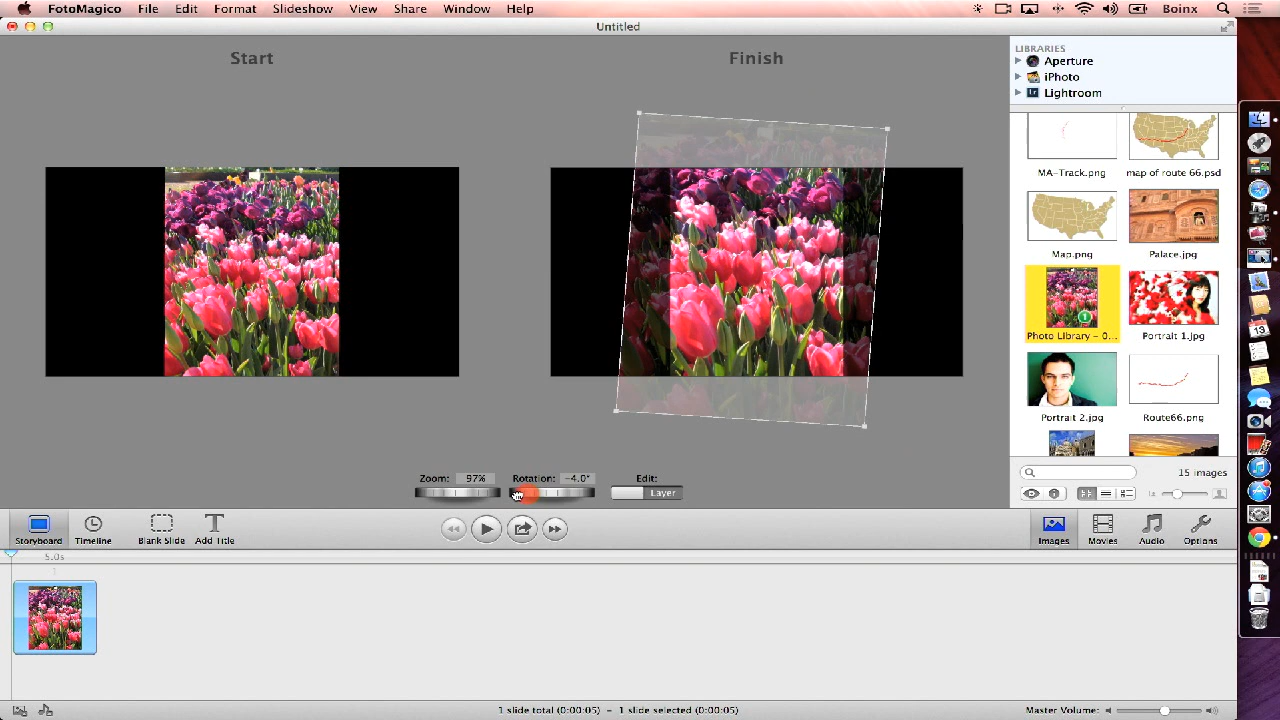 FotoMagico File Edit Format Slideshow View Share Window Help Boinx
Untitled
Start
Finish
LIBRARIES
Aperture
iPhoto
Lightroom
MA-Track.png
map of route 66.psd
Map.png
Palace.jpg
Photo Library - 0...
Portrait 1.jpg
Portrait 2.jpg
Route66.png
15 images
Zoom: 97%
Rotation: -4.0°
Edit:
Layer
Storyboard
Timeline
Blank Slide
Add Title
Images
Movies
Audio
Options
5.0s
1
1 slide total (0:00:05) – 1 slide selected (0:00:05)
Master Volume: